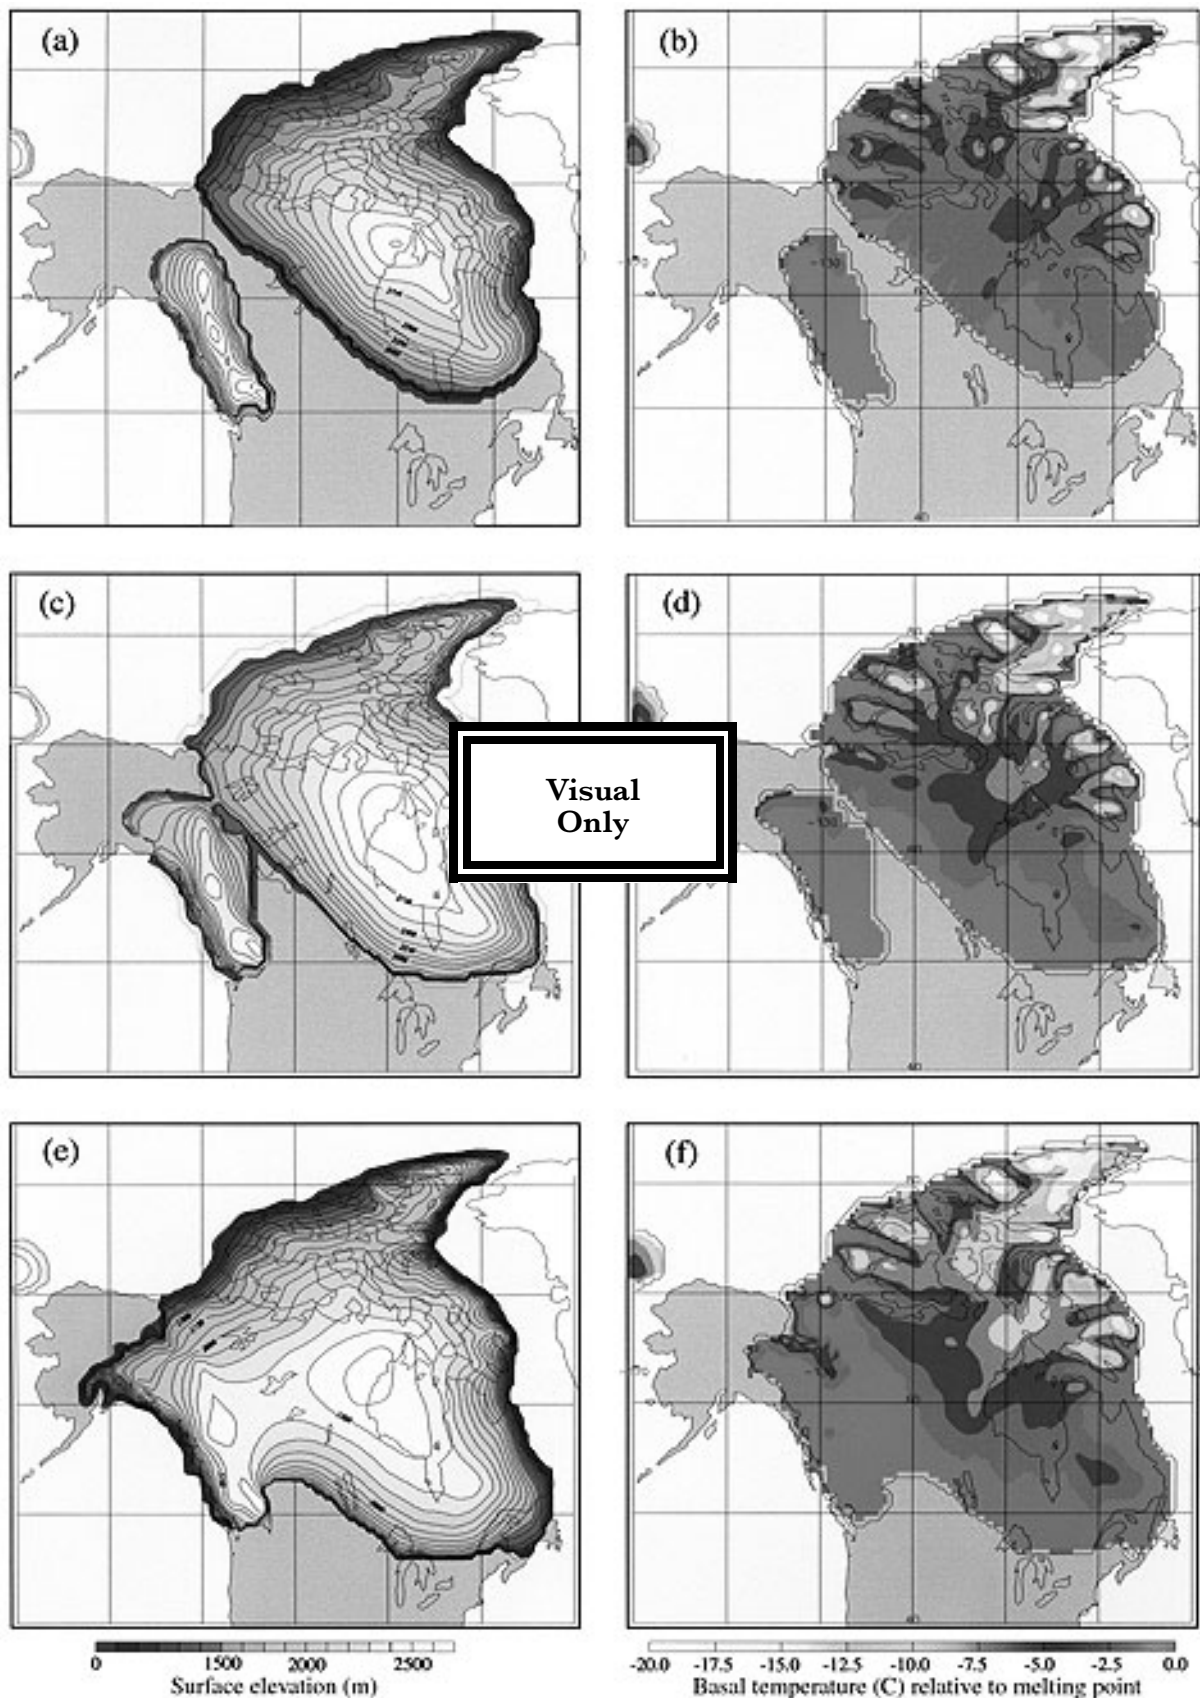 (a)
(b)
(c)
(d)
Visual
Only
(e)
(f)
0 1500 2000 2500
Surface elevation (m)
-20.0 -17.5 -15.0 -12.5 -10.0 -7.5 -5.0 -2.5 0.0
Basal temperature (C) relative to melting point